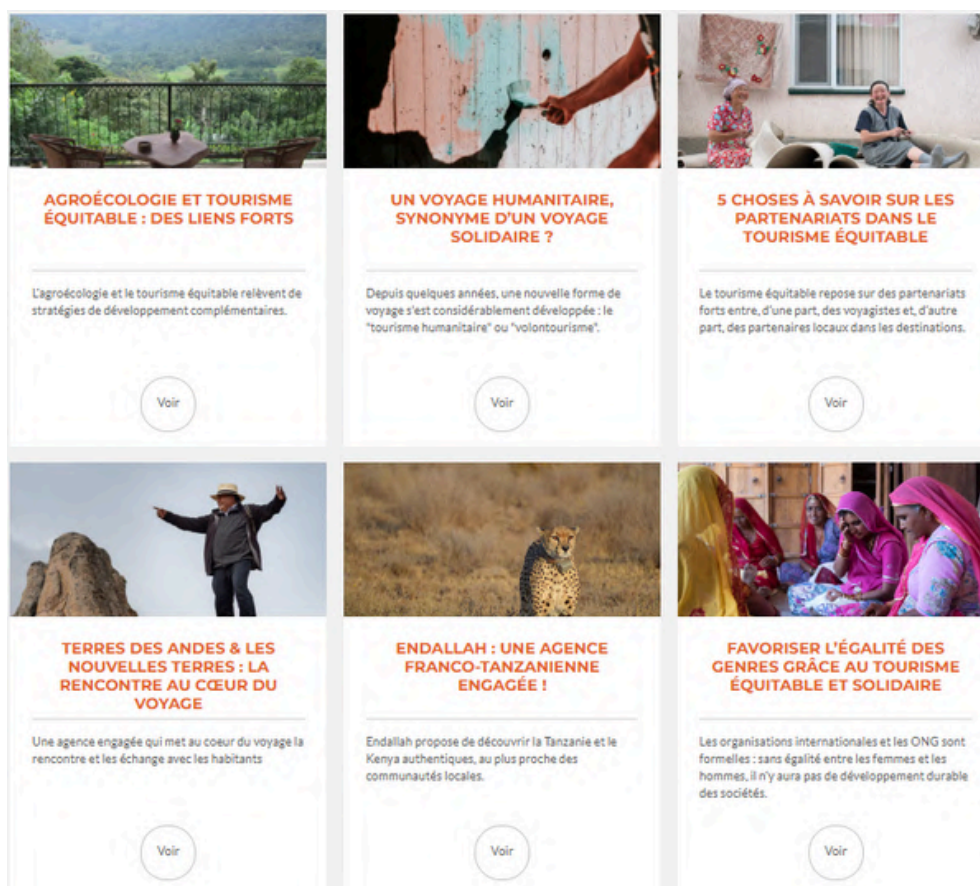 AGROÉCOLOGIE ET TOURISME
ÉQUITABLE : DES LIENS FORTS
L'agroécologie et le tourisme équitable relèvent de
stratégies de développement complémentaires.
Voir
UN VOYAGE HUMANITAIRE,
SYNONYME D'UN VOYAGE
SOLIDAIRE ?
Depuis quelques années, une nouvelle forme de
voyage s'est considérablement développée : le
"tourisme humanitaire" ou "volontourisme".
Voir
5 CHOSES À SAVOIR SUR LES
PARTENARIATS DANS LE
TOURISME ÉQUITABLE
Le tourisme équitable repose sur des partenariats
forts entre, d'une part, des voyagistes et, d'autre
part, des partenaires locaux dans les destinations.
Voir
TERRES DES ANDES & LES
NOUVELLES TERRES : LA
RENCONTRE AU CŒUR DU
VOYAGE
Une agence engagée qui met au coeur du voyage la
rencontre et les échange avec les habitants
Voir
ENDALLAH : UNE AGENCE
FRANCO-TANZANIENNE
ENGAGÉE !
Endallah propose de découvrir la Tanzanie et le
Kenya authentiques, au plus proche des
communautés locales.
Voir
FAVORISER L'ÉGALITÉ DES
GENRES GRÂCE AU TOURISME
ÉQUITABLE ET SOLIDAIRE
Les organisations internationales et les ONG sont
formelles : sans égalité entre les femmes et les
hommes, il n'y aura pas de développement durable
des sociétés.
Voir